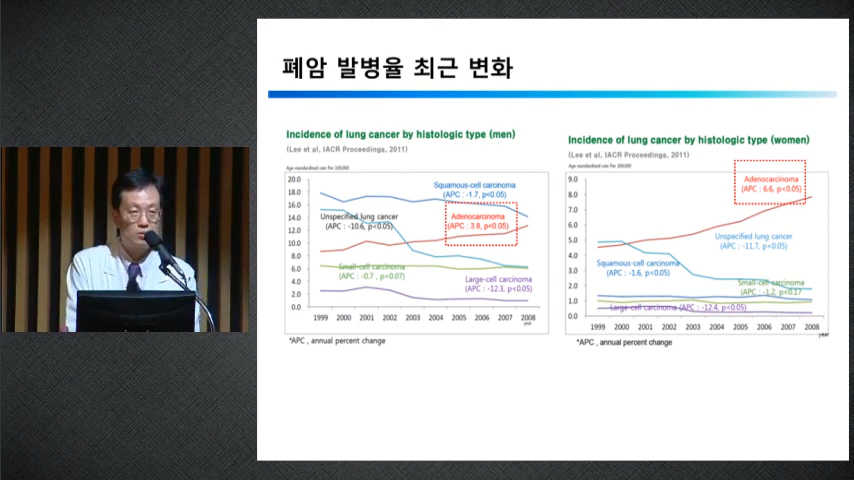 폐암 발병율 최근 변화
Incidence of lung cancer by histologic type (men)
(Lee et al, IACR Proceedings, 2011)
Age-standardized rate Per 100,000
20.0
18.0
16.0
14.0
12.0
10.0
8.0
6.0
4.0
2.0
0.0
Squamous-cell carcinoma
(APC : -1.7, p<0.05)
Unspecified lung cancer
(APC : -10.6, p<0.05)
Adenocarcinoma
(APC : 3.8, p<0.05)
Small-cell carcinoma
(APC : -0.7 , p=0.07)
Large-cell carcinoma
(APC : -12.3, p<0.05)
1999 2000 2001 2002 2003 2004 2005 2006 2007 2008
year
*APC , annual percent change
Incidence of lung cancer by histologic type (women)
(Lee et al, IACR Proceedings, 2011)
Age-standardized rate Per 100,000
9.0
8.0
7.0
6.0
5.0
4.0
3.0
2.0
1.0
0.0
Adenocarcinoma
(APC : 6.6, p<0.05)
Unspecified lung cancer
(APC : -11.7, p<0.05)
Squamous-cell carcinoma
(APC : -1.6, p<0.05)
Small-cell carcinoma
(APC : -1.2, p=0.17
Large-cell carcinoma (APC : -12.4, p<0.05)
1999 2000 2001 2002 2003 2004 2005 2006 2007 2008
year
*APC , annual percent change